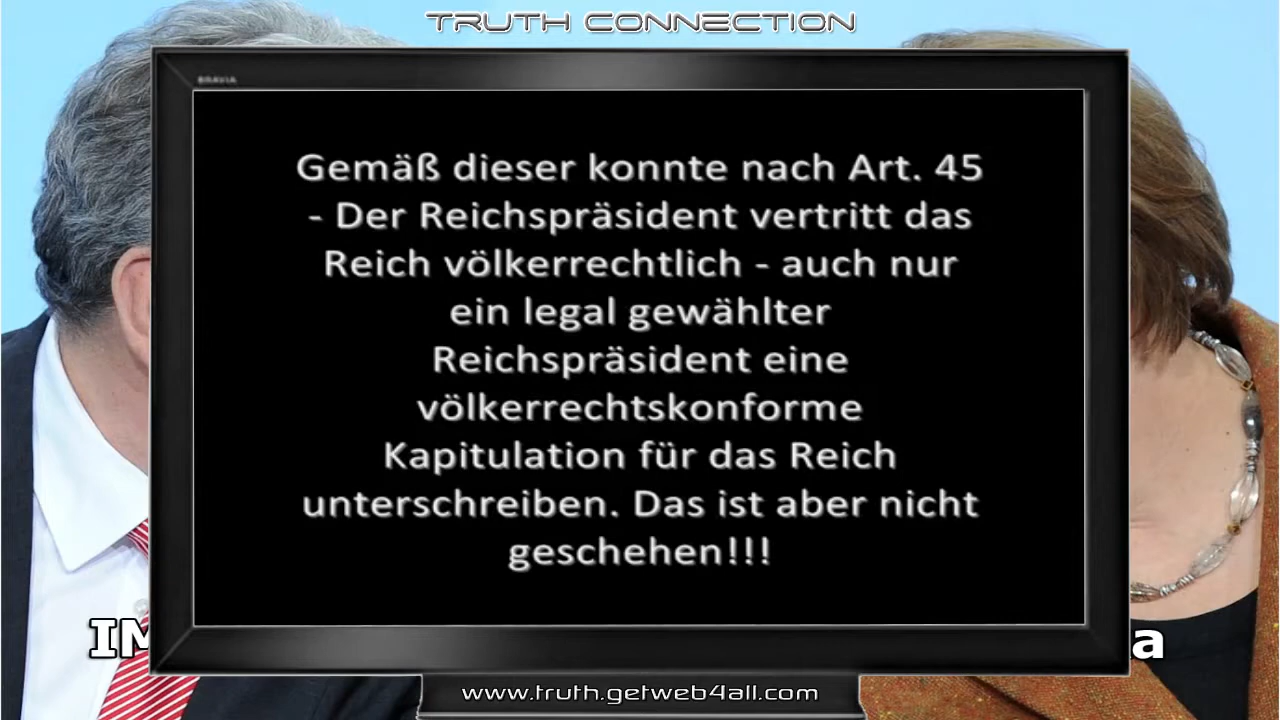 TRUTH CONNECTION
BRAVIA
Gemäß dieser konnte nach Art. 45
- Der Reichspräsident vertritt das
Reich völkerrechtlich - auch nur
ein legal gewählter
Reichspräsident eine
völkerrechtskonforme
Kapitulation für das Reich
unterschreiben. Das ist aber nicht
geschehen!!!
www.truth.getweb4all.com